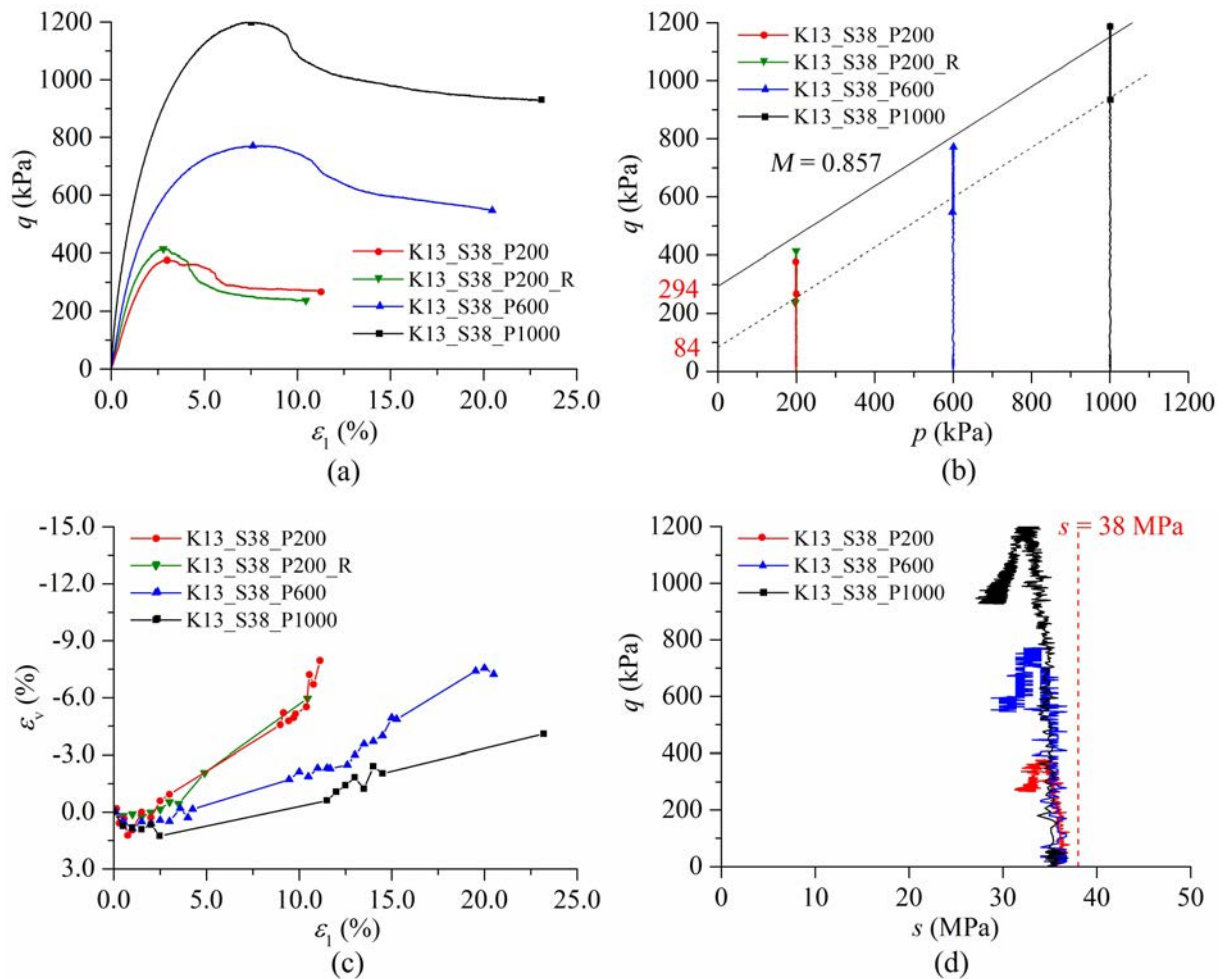 1200
1000
800
600
400
200
0
q (kPa)
K13_S38_P200
K13_S38_P200_R
K13_S38_P600
K13_S38_P1000
0.0 5.0 10.0 15.0 20.0 25.0
ε1 (%)
(a)
1200
1000
800
600
400
294
200
84
0
q (kPa)
K13_S38_P200
K13_S38_P200_R
K13_S38_P600
K13_S38_P1000
M = 0.857
0 200 400 600 800 1000 1200
p (kPa)
(b)
-15.0
-12.0
-9.0
-6.0
-3.0
0.0
3.0
εv (%)
K13_S38_P200
K13_S38_P200_R
K13_S38_P600
K13_S38_P1000
0.0 5.0 10.0 15.0 20.0 25.0
ε1 (%)
(c)
1200
1000
800
600
400
200
0
q (kPa)
K13_S38_P200
K13_S38_P600
K13_S38_P1000
s = 38 MPa
0 10 20 30 40 50
s (MPa)
(d)